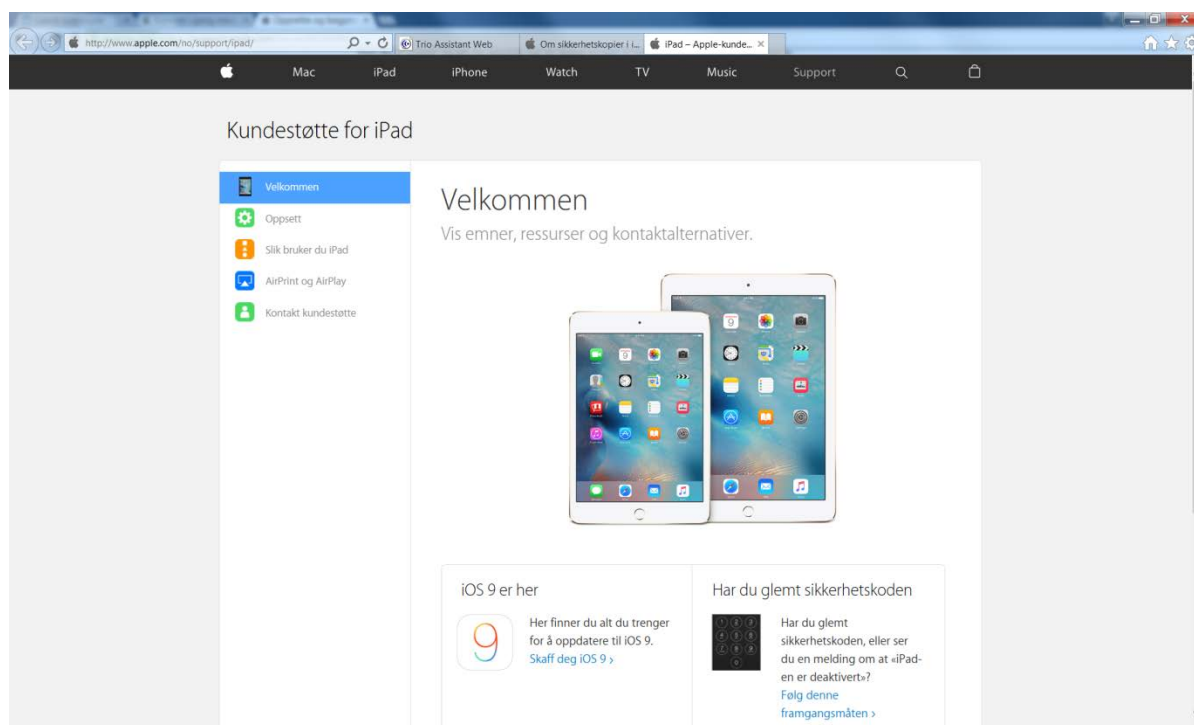 http://www.apple.com/no/support/ipad/
Trio Assistant Web
Om sikkerhetskopier i i...
iPad – Apple-kunde...
Mac
iPad
iPhone
Watch
TV
Music
Support
Kundestøtte for iPad
Velkommen
Oppsett
Slik bruker du iPad
AirPrint og AirPlay
Kontakt kundestøtte
Velkommen
Vis emner, ressurser og kontaktalternativer.
iOS 9 er her
9
Her finner du alt du trenger
for å oppdatere til iOS 9.
Skaff deg iOS 9 ›
Har du glemt sikkerhetskoden
Har du glemt
sikkerhetskoden, eller ser
du en melding om at «iPad-
en er deaktivert»?
Følg denne
framgangsmåten ›